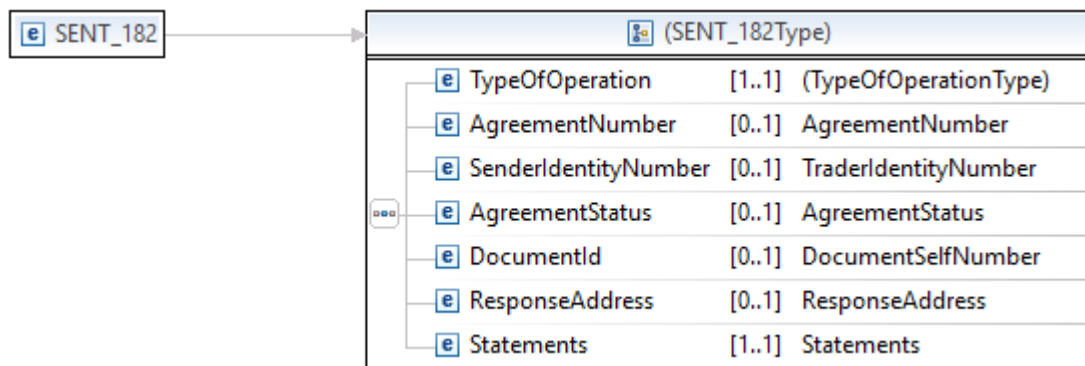 e SENT_182
(SENT_182Type)
e TypeOfOperation [1..1] (TypeOfOperationType)
e AgreementNumber [0..1] AgreementNumber
e SenderIdentityNumber [0..1] TraderIdentityNumber
e AgreementStatus [0..1] AgreementStatus
e DocumentId [0..1] DocumentSelfNumber
e ResponseAddress [0..1] ResponseAddress
e Statements [1..1] Statements